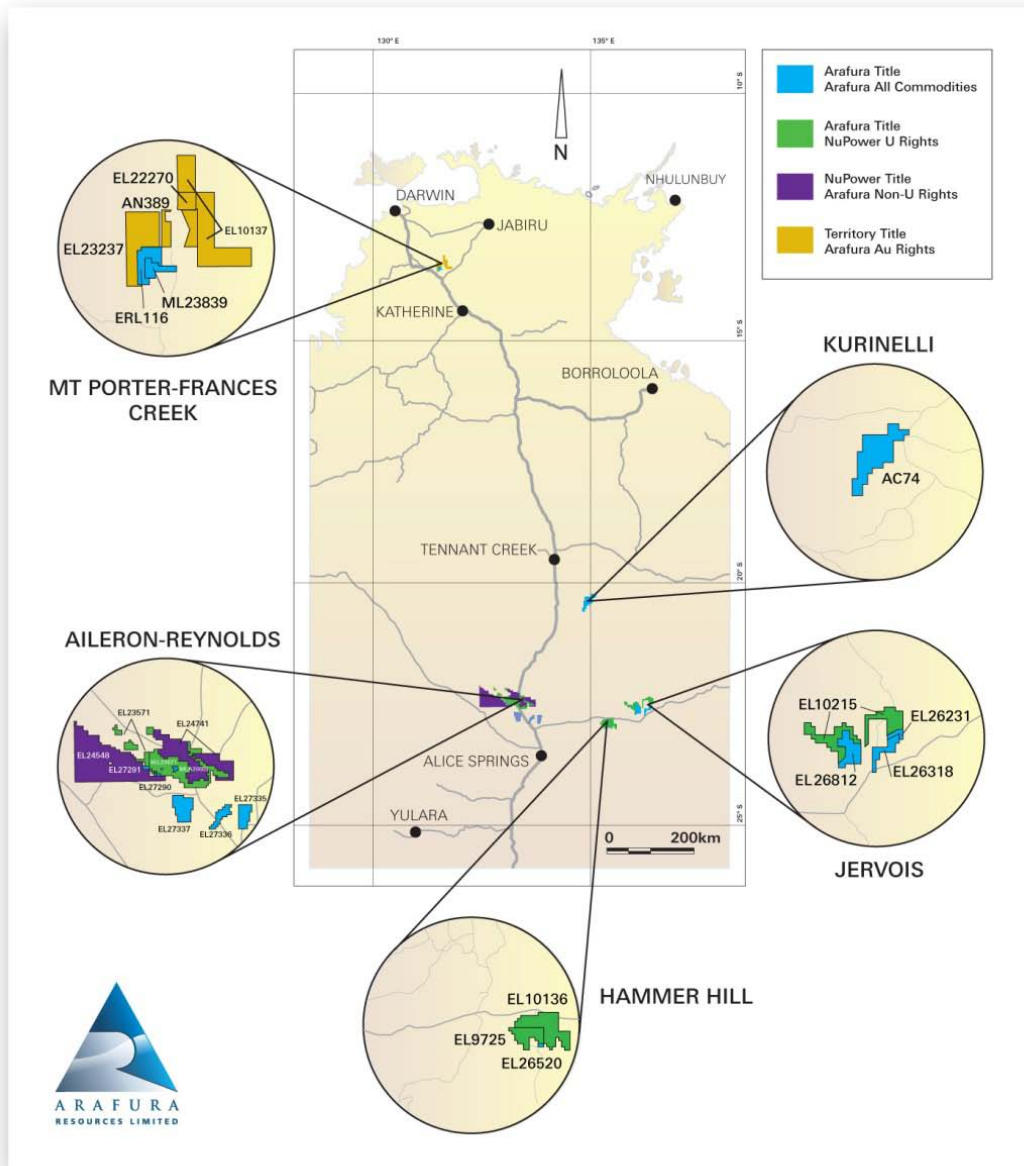 130° E
135° E
10° S
15° S
20° S
25° S
N
Arafura Title
Arafura All Commodities
Arafura Title
NuPower U Rights
NuPower Title
Arafura Non-U Rights
Territory Title
Arafura Au Rights
DARWIN
JABIRU
NHULUNBUY
KATHERINE
BORROLOOLA
TENNANT CREEK
ALICE SPRINGS
YULARA
0 200km
EL22270
AN389
EL10137
EL23237
ML23839
ERL116
MT PORTER-FRANCES
CREEK
KURINELLI
AC74
AILERON-REYNOLDS
EL23571
EL24741
EL24548
EL27291
EL27290
EL27335
EL27337
EL27336
EL10215
EL26231
EL26812
EL26318
JERVOIS
HAMMER HILL
EL10136
EL9725
EL26520
ARAFURA
RESOURCES LIMITED